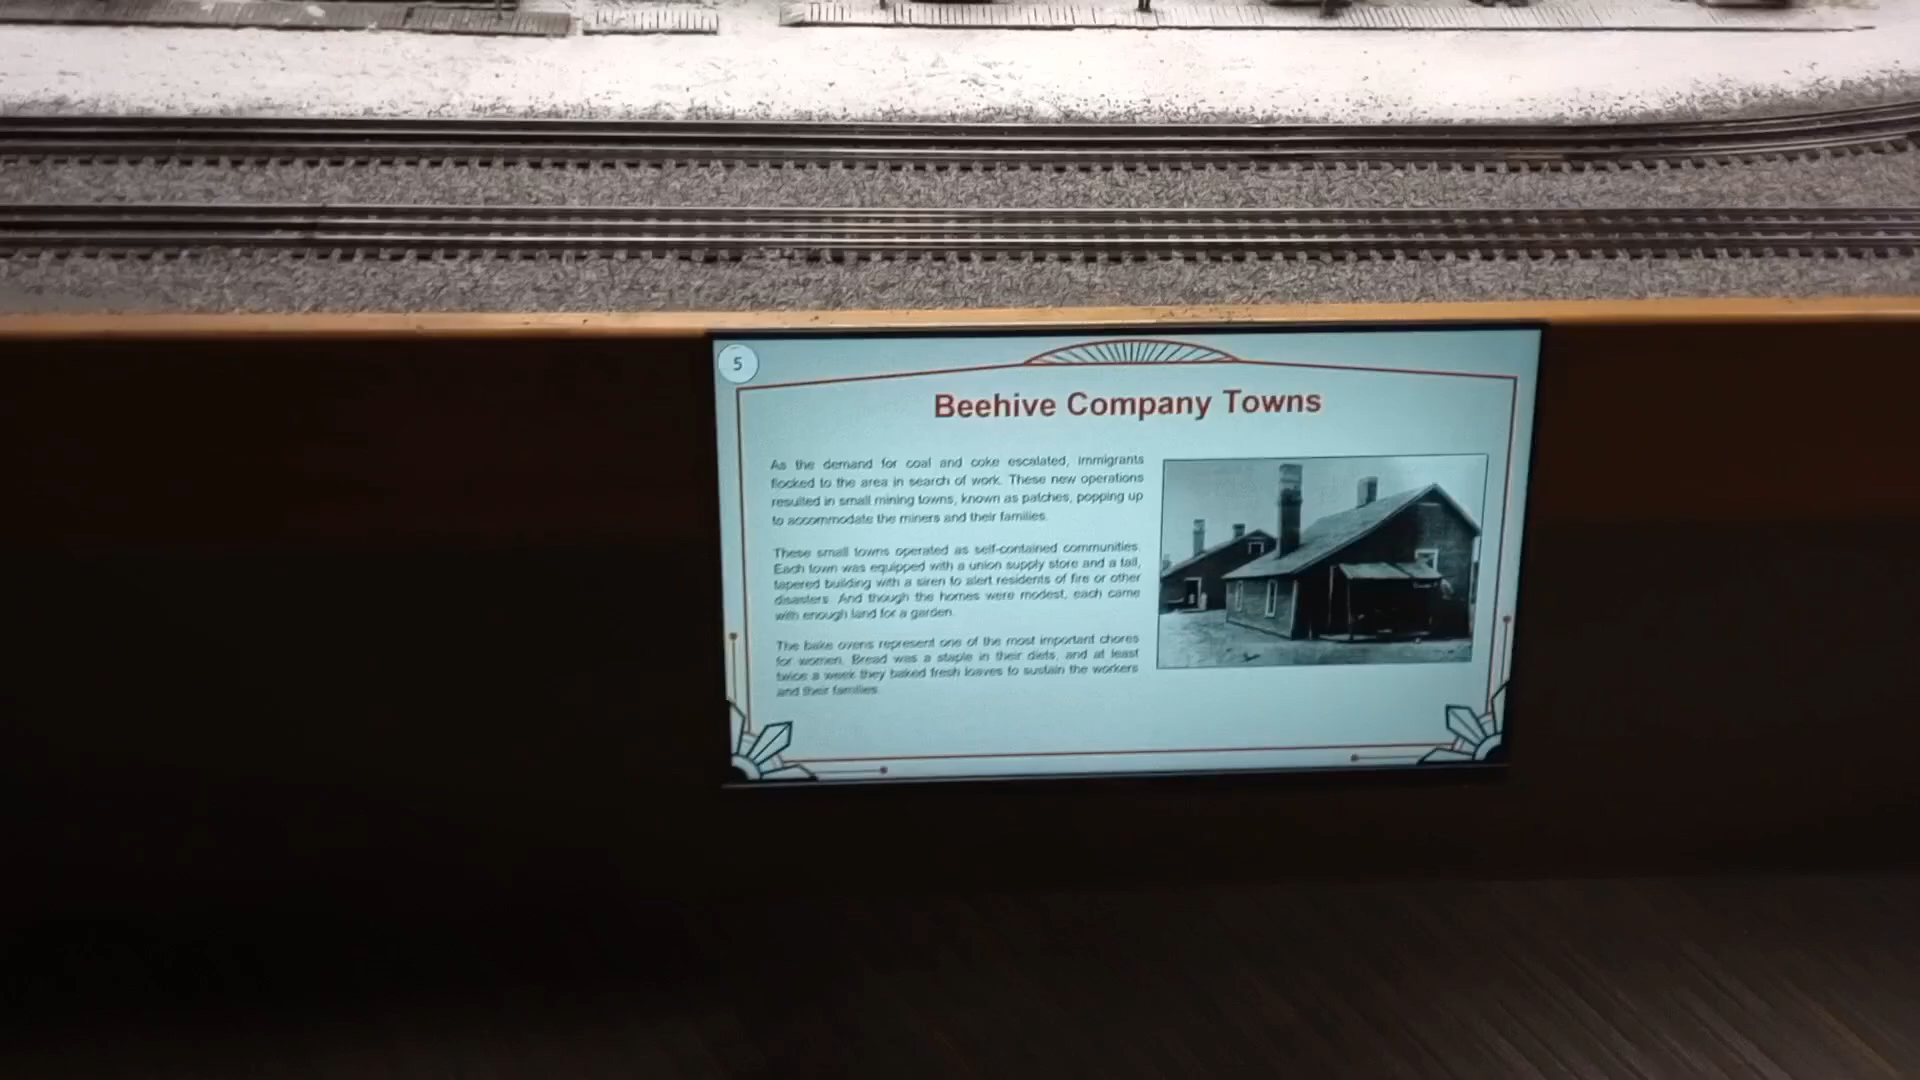 5
Beehive Company Towns
As the demand for coal and coke escalated, immigrants
flocked to the area in search of work. These new operations
resulted in small mining towns, known as patches, popping up
to accommodate the miners and their families.
These small towns operated as self-contained communities.
Each town was equipped with a union supply store and a tall,
tapered building with a siren to alert residents of fire or other
disasters. And though the homes were modest, each came
with enough land for a garden.
The bake ovens represent one of the most important chores
for women. Bread was a staple in their diets, and at least
twice a week they baked fresh loaves to sustain the workers
and their families.